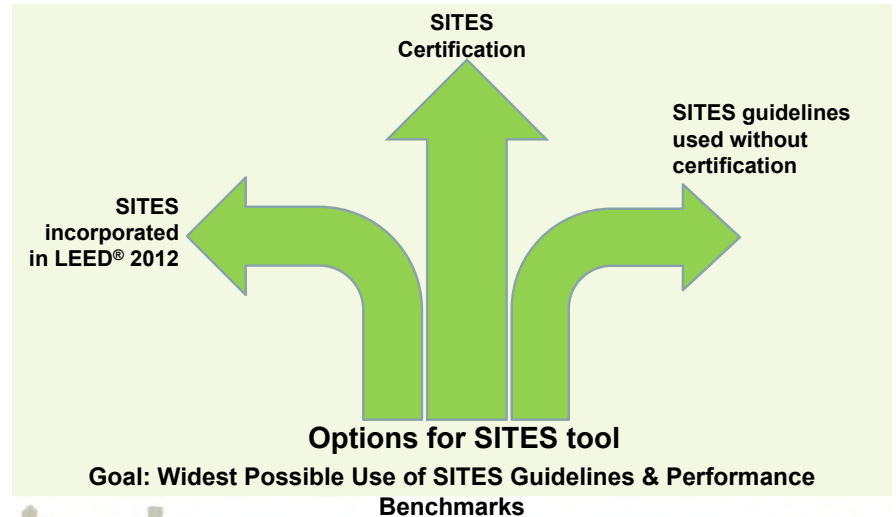 SITES
Certification
SITES guidelines
used without
certification
SITES
incorporated
in LEED® 2012
Options for SITES tool
Goal: Widest Possible Use of SITES Guidelines & Performance
Benchmarks